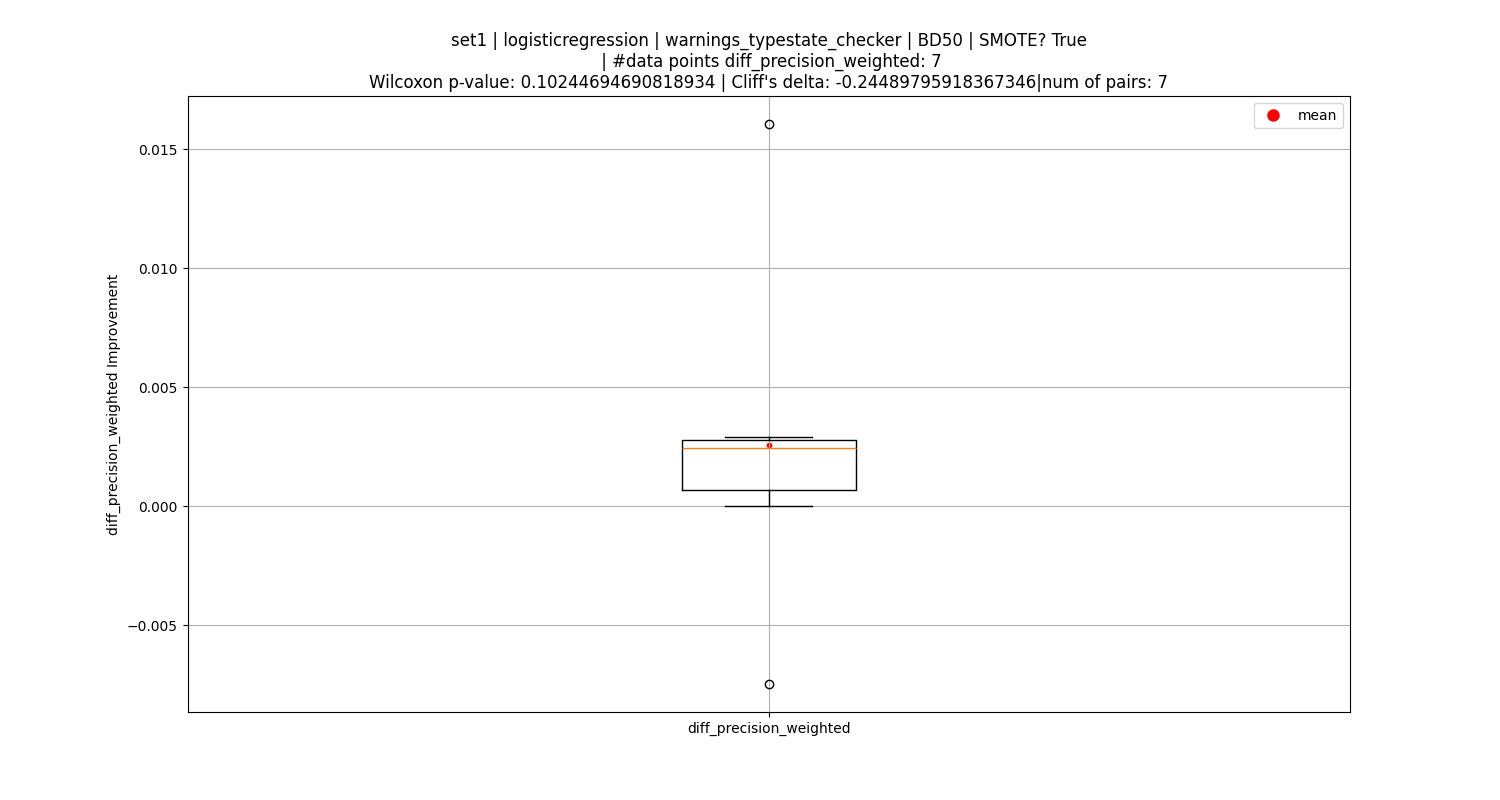 set1 | logisticregression | warnings_typestate_checker | BD50 | SMOTE? True
| #data points diff_precision_weighted: 7
Wilcoxon p-value: 0.10244694690818934 | Cliff's delta: -0.24489795918367346|num of pairs: 7
mean
0.015
0.010
0.005
0.000
−0.005
diff_precision_weighted Improvement
diff_precision_weighted